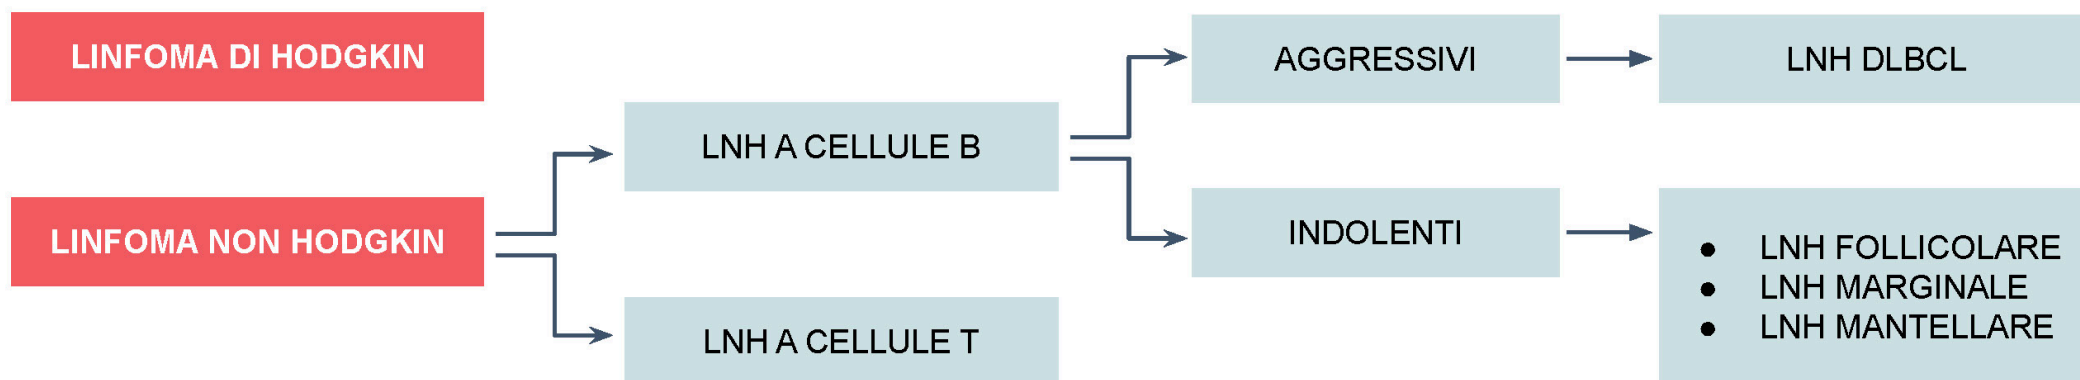 LINFOMA DI HODGKIN
LINFOMA NON HODGKIN
LNH A CELLULE B
LNH A CELLULE T
AGGRESSIVI
INDOLENTI
LNH DLBCL
● LNH FOLLICOLARE
● LNH MARGINALE
● LNH MANTELLARE